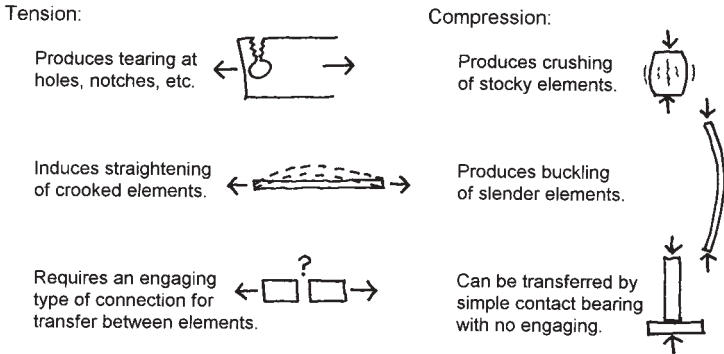 Tension:
Produces tearing at
holes, notches, etc.
Induces straightening
of crooked elements.
?
Requires an engaging
type of connection for
transfer between elements.
Compression:
Produces crushing
of stocky elements.
Produces buckling
of slender elements.
Can be transferred by
simple contact bearing
with no engaging.